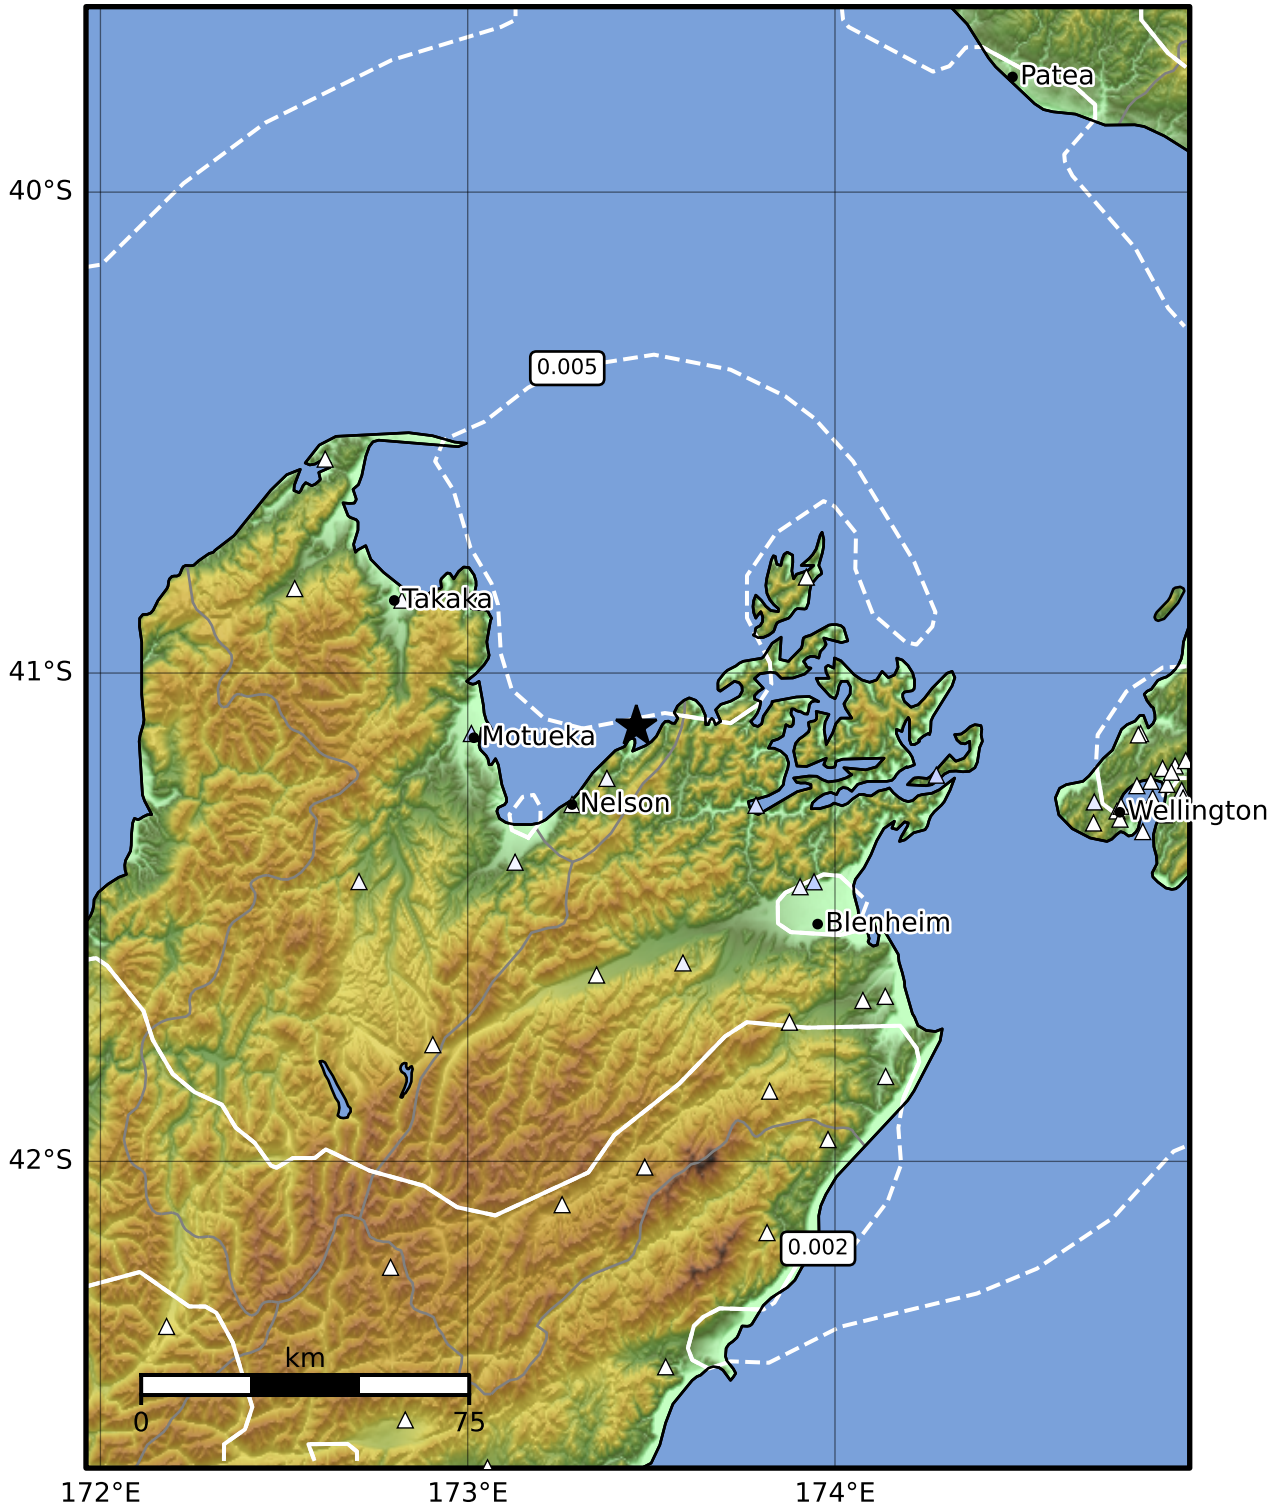 Patea
40°S
0.005
Takaka
41°S
Motueka
Nelson
Wellington
Blenheim
42°S
0.002
km
0 75
172°E 173°E 174°E